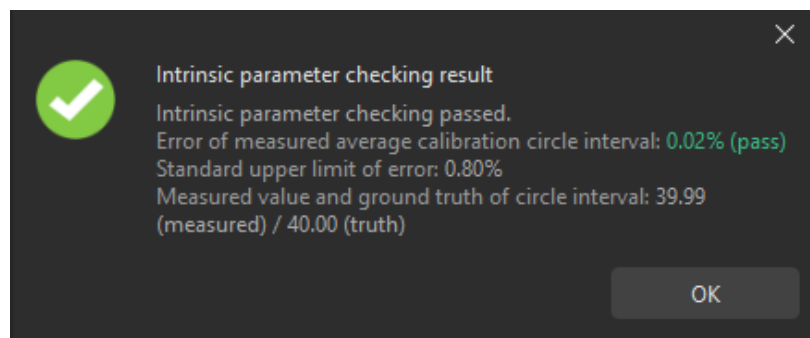 Intrinsic parameter checking result
Intrinsic parameter checking passed.
Error of measured average calibration circle interval: 0.02% (pass)
Standard upper limit of error: 0.80%
Measured value and ground truth of circle interval: 39.99
(measured) / 40.00 (truth)
OK